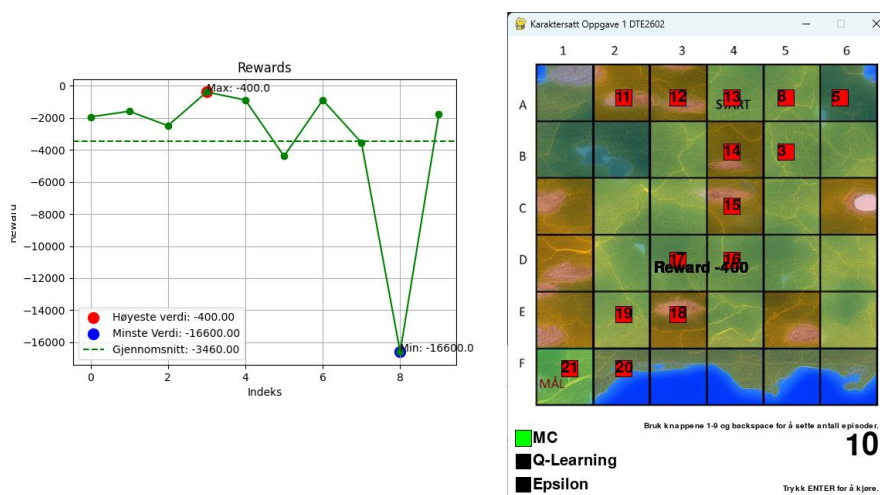 Rewards
Max: -400.0
0
−2000
−4000
−6000
−8000
−10000
−12000
−14000
−16000
Reward
Høyeste verdi: -400.00
Minste Verdi: -16600.00
Gjennomsnitt: -3460.00
Min: -16600.0
0 2 4 6 8
Indeks
Karaktersatt Oppgave 1 DTE2602
1 2 3 4 5 6
A 11 12 13 8 5
START
B 14 3
C 15
D 17 16
Reward -400
E 19 18
F 21 20
MÅL
Bruk knappene 1-9 og backspace for å sette antall episoder.
10
MC
Q-Learning
Epsilon
Trykk ENTER for å kjøre.